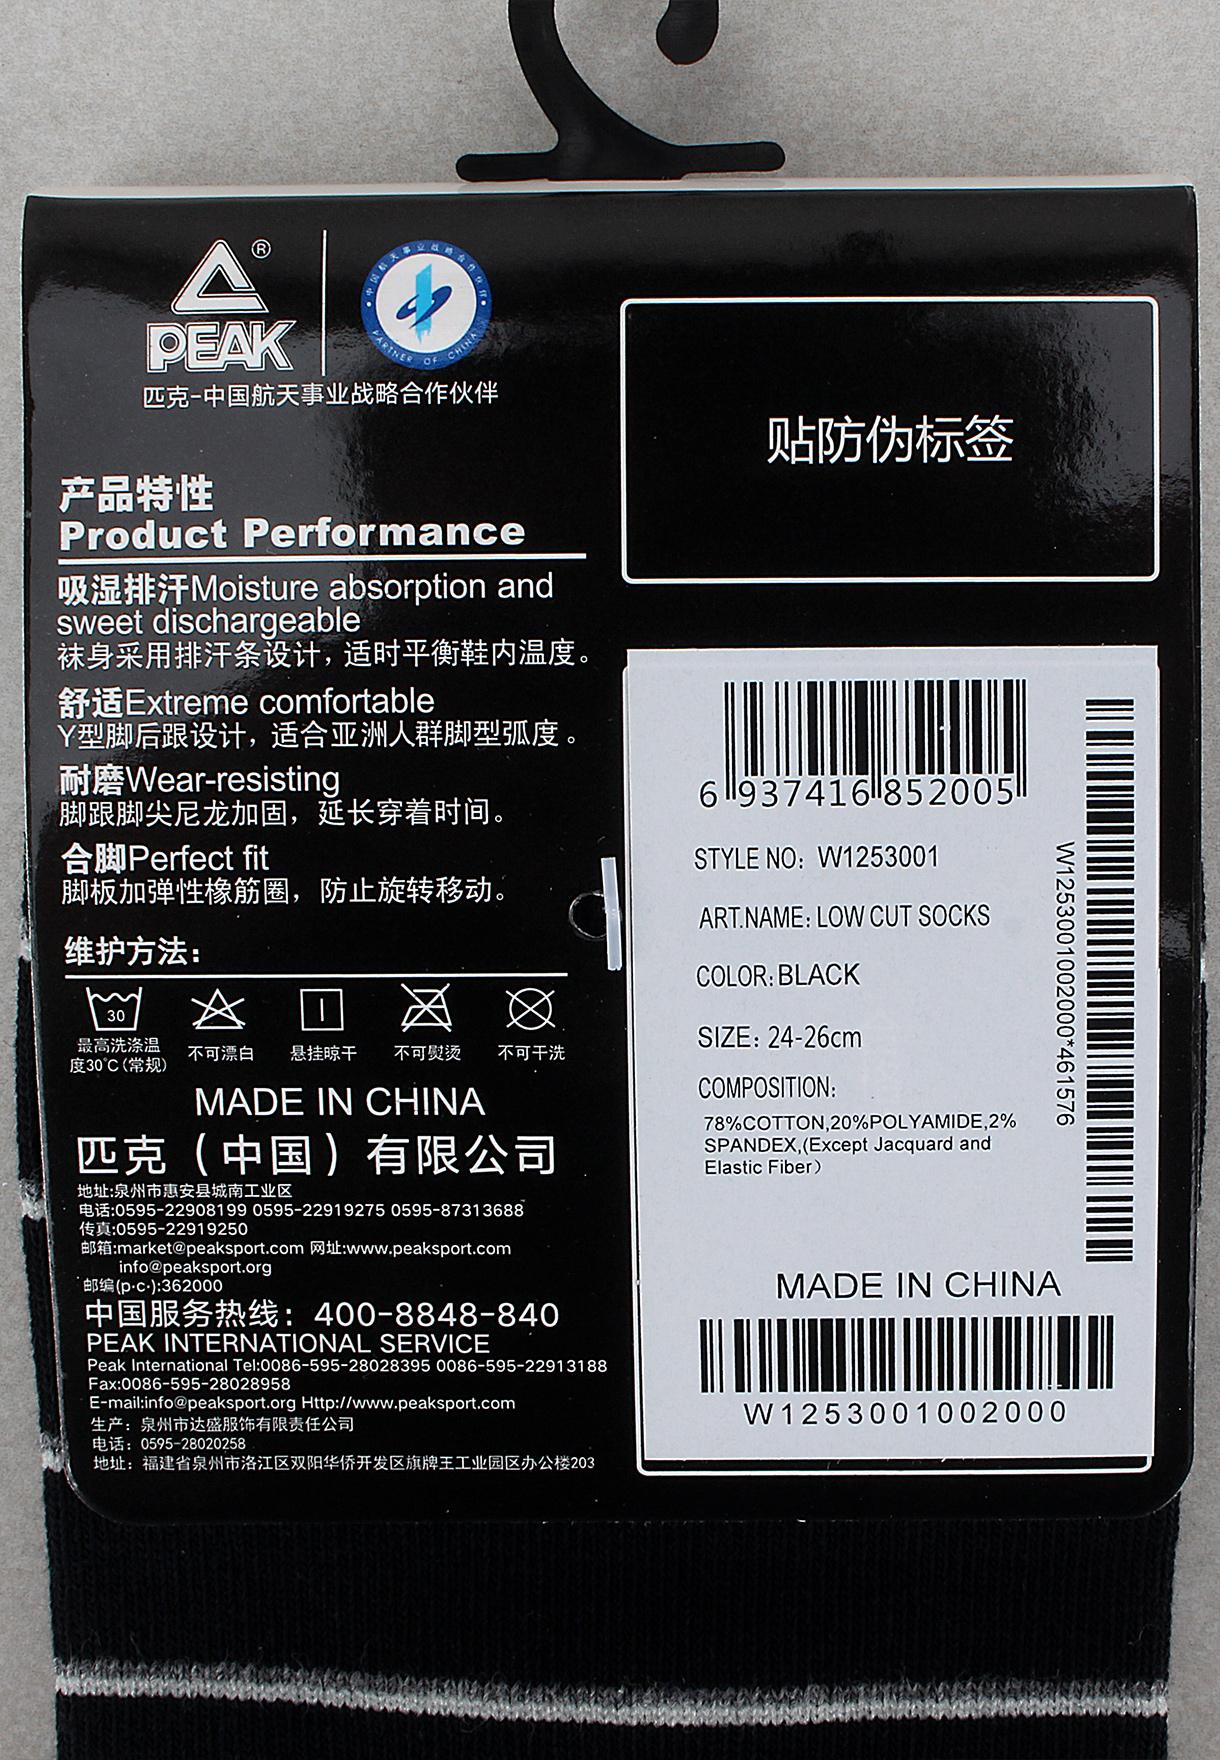 ®
PEAK
中国航天事业战略合作伙伴
PARTNER OF CHINA
匹克-中国航天事业战略合作伙伴
贴防伪标签
产品特性
Product Performance
吸湿排汗Moisture absorption and
sweet dischargeable
袜身采用排汗条设计，适时平衡鞋内温度。
舒适Extreme comfortable
Y型脚后跟设计，适合亚洲人群脚型弧度。
耐磨Wear-resisting
脚跟脚尖尼龙加固，延长穿着时间。
合脚Perfect fit
脚板加弹性橡筋圈，防止旋转移动。
维护方法：
30
最高洗涤温
度30℃(常规)
不可漂白
悬挂晾干
不可熨烫
不可干洗
MADE IN CHINA
匹克（中国）有限公司
地址:泉州市惠安县城南工业区
电话:0595-22908199 0595-22919275 0595-87313688
传真:0595-22919250
邮箱:market@peaksport.com 网址:www.peaksport.com
info@peaksport.org
邮编(p·c·):362000
中国服务热线：400-8848-840
PEAK INTERNATIONAL SERVICE
Peak International Tel:0086-595-28028395 0086-595-22913188
Fax:0086-595-28028958
E-mail:info@peaksport.org Http://www.peaksport.com
生产：泉州市达盛服饰有限责任公司
电话：0595-28020258
地址：福建省泉州市洛江区双阳华侨开发区旗牌王工业园区办公楼203
6 937416 852005
STYLE NO: W1253001
ART.NAME: LOW CUT SOCKS
COLOR: BLACK
SIZE: 24-26cm
COMPOSITION:
78%COTTON,20%POLYAMIDE,2%
SPANDEX,(Except Jacquard and
Elastic Fiber）
W1253001002000*461576
MADE IN CHINA
W1253001002000